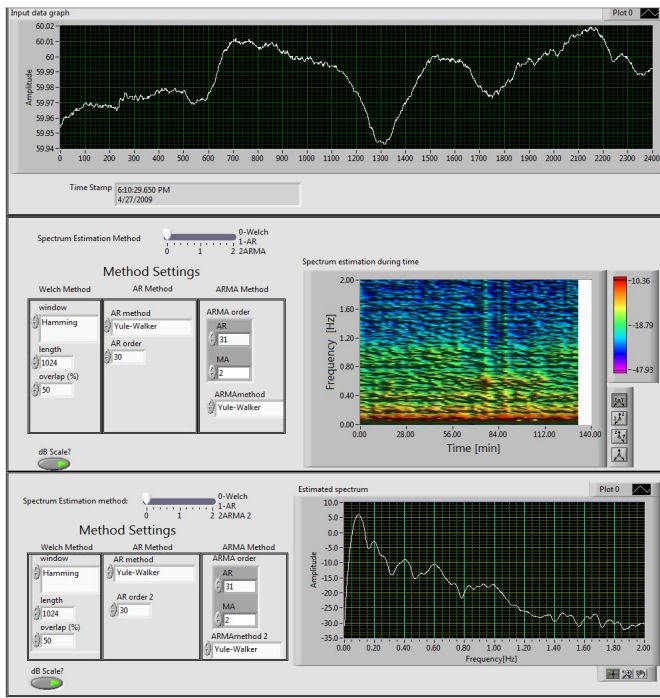 Input data graph Plot 0
60.02
60.01
60
59.99
59.98
59.97
59.96
59.95
59.94
Amplitude
0 100 200 300 400 500 600 700 800 900 1000 1100 1200 1300 1400 1500 1600 1700 1800 1900 2000 2100 2200 2300 2400
Time Stamp 6:10:29.650 PM
4/27/2009
Spectrum Estimation Method
0-Welch
1-AR
2ARMA
0 1 2
Method Settings
Welch Method AR Method ARMA Method
window
Hamming
length
1024
overlap (%)
50
AR method
Yule-Walker
AR order
30
ARMA order
AR
31
MA
2
ARMAmethod
Yule-Walker
dB Scale?
Spectrum estimation during time
2.00
1.60
1.20
0.80
0.40
0.00
Frequency [Hz]
0.00 28.00 56.00 84.00 112.00 140.00
Time [min]
10.36
-18.79
-47.93
Spectrum Estimation method:
0-Welch
1-AR
2ARMA 2
0 1 2
Method Settings
Welch Method AR Method ARMA Method
window
Hamming
length
1024
overlap (%)
50
AR method
Yule-Walker
AR order 2
30
ARMA order
AR
31
MA
2
ARMAmethod 2
Yule-Walker
dB Scale?
Estimated spectrum Plot 0
10.0
5.0
0.0
-5.0
-10.0
-15.0
-20.0
-25.0
-30.0
-35.0
Amplitude
0.00 0.20 0.40 0.60 0.80 1.00 1.20 1.40 1.60 1.80 2.00
Frequency[Hz]